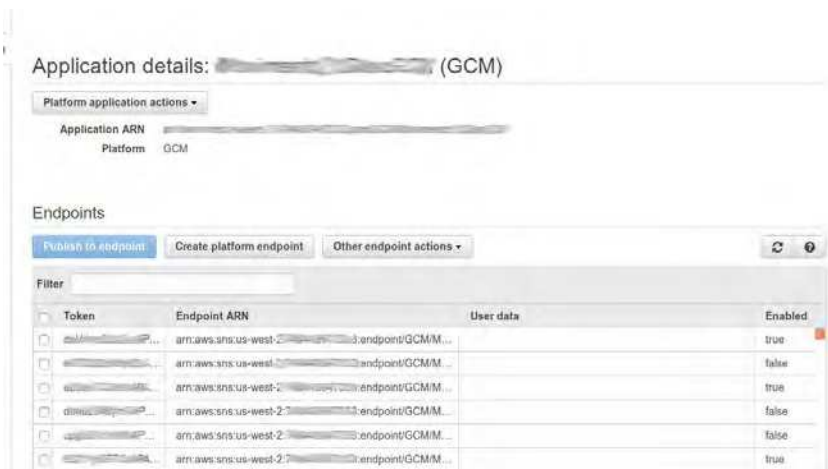 Application details: (GCM)
Platform application actions
Application ARN
Platform GCM
Endpoints
Publish to endpoint Create platform endpoint Other endpoint actions
Filter
Token Endpoint ARN User data Enabled
... arn:aws:sns:us-west-2: :endpoint/GCM/M... true
... arn:aws:sns:us-west- :endpoint/GCM/M... false
... arn:aws:sns:us-west-2: :endpoint/GCM/M... true
... arn:aws:sns:us-west-2: :endpoint/GCM/M... false
... arn:aws:sns:us-west-2: :endpoint/GCM/M... false
... arn:aws:sns:us-west-2: :endpoint/GCM/M... true